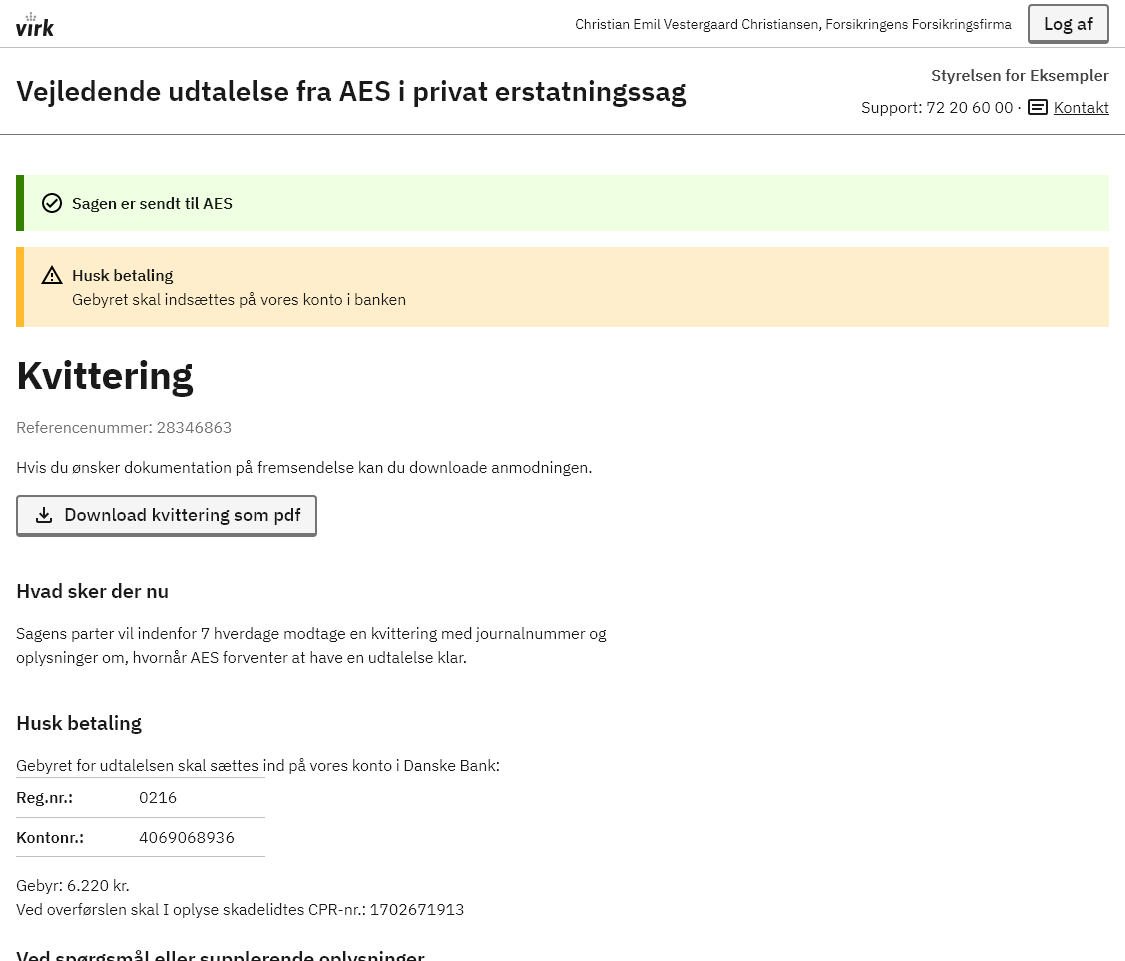 virk
Christian Emil Vestergaard Christiansen, Forsikringens Forsikringsfirma
Log af
Vejledende udtalelse fra AES i privat erstatningssag
Styrelsen for Eksempler
Support: 72 20 60 00 · Kontakt
Sagen er sendt til AES
Husk betaling
Gebyret skal indsættes på vores konto i banken
Kvittering
Referencenummer: 28346863
Hvis du ønsker dokumentation på fremsendelse kan du downloade anmodningen.
Download kvittering som pdf
Hvad sker der nu
Sagens parter vil indenfor 7 hverdage modtage en kvittering med journalnummer og
oplysninger om, hvornår AES forventer at have en udtalelse klar.
Husk betaling
Gebyret for udtalelsen skal sættes ind på vores konto i Danske Bank:
Reg.nr.: 0216
Kontonr.: 4069068936
Gebyr: 6.220 kr.
Ved overførslen skal I oplyse skadelidtes CPR-nr.: 1702671913
Ved spørgsmål eller supplerende oplysninger